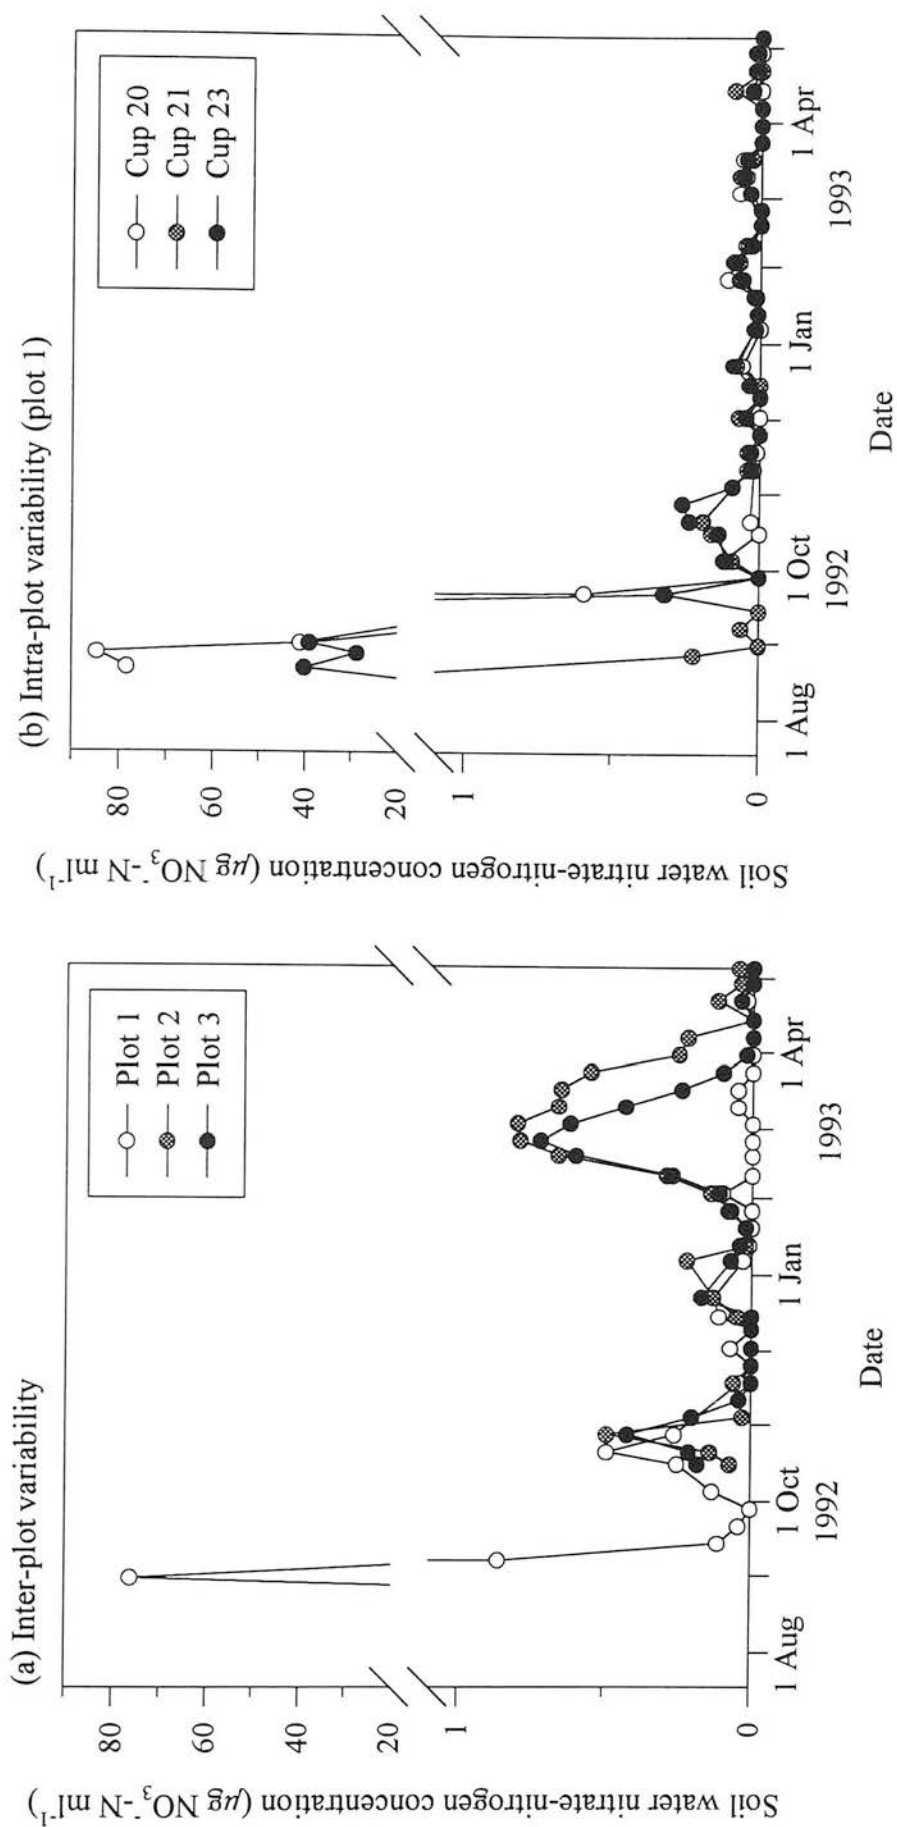 (a) Inter-plot variability
Soil water nitrate-nitrogen concentration (µg NO₃⁻-N ml⁻¹)
80
60
40
20
1
0
Plot 1
Plot 2
Plot 3
1 Aug
1 Oct
1 Jan
1 Apr
1992
1993
Date
(b) Intra-plot variability (plot 1)
Soil water nitrate-nitrogen concentration (µg NO₃⁻-N ml⁻¹)
80
60
40
20
1
0
Cup 20
Cup 21
Cup 23
1 Aug
1 Oct
1 Jan
1 Apr
1992
1993
Date